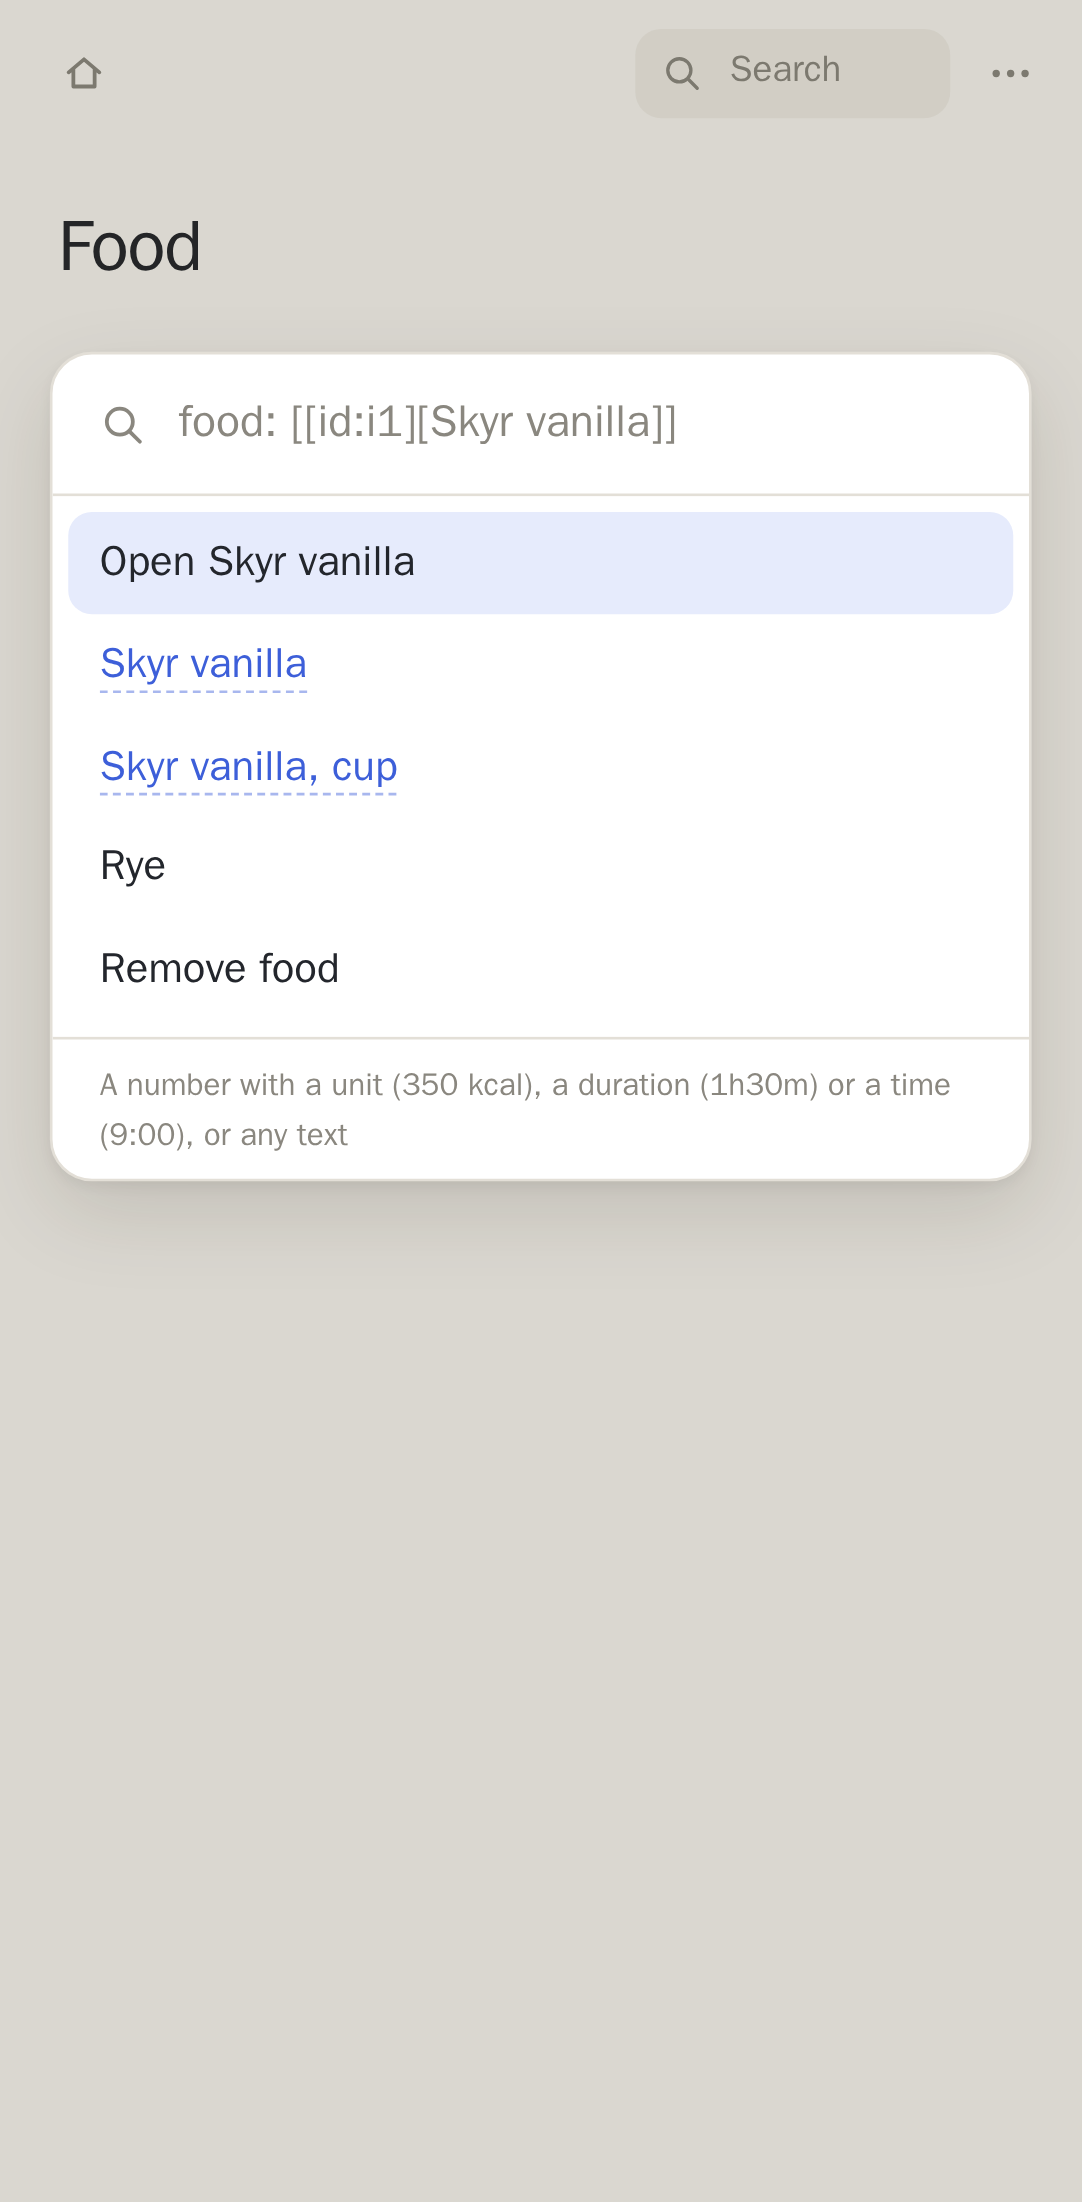 Search
Food
food: [[id:i1][Skyr vanilla]]
Open Skyr vanilla
Skyr vanilla
Skyr vanilla, cup
Rye
Remove food
A number with a unit (350 kcal), a duration (1h30m) or a time
(9:00), or any text